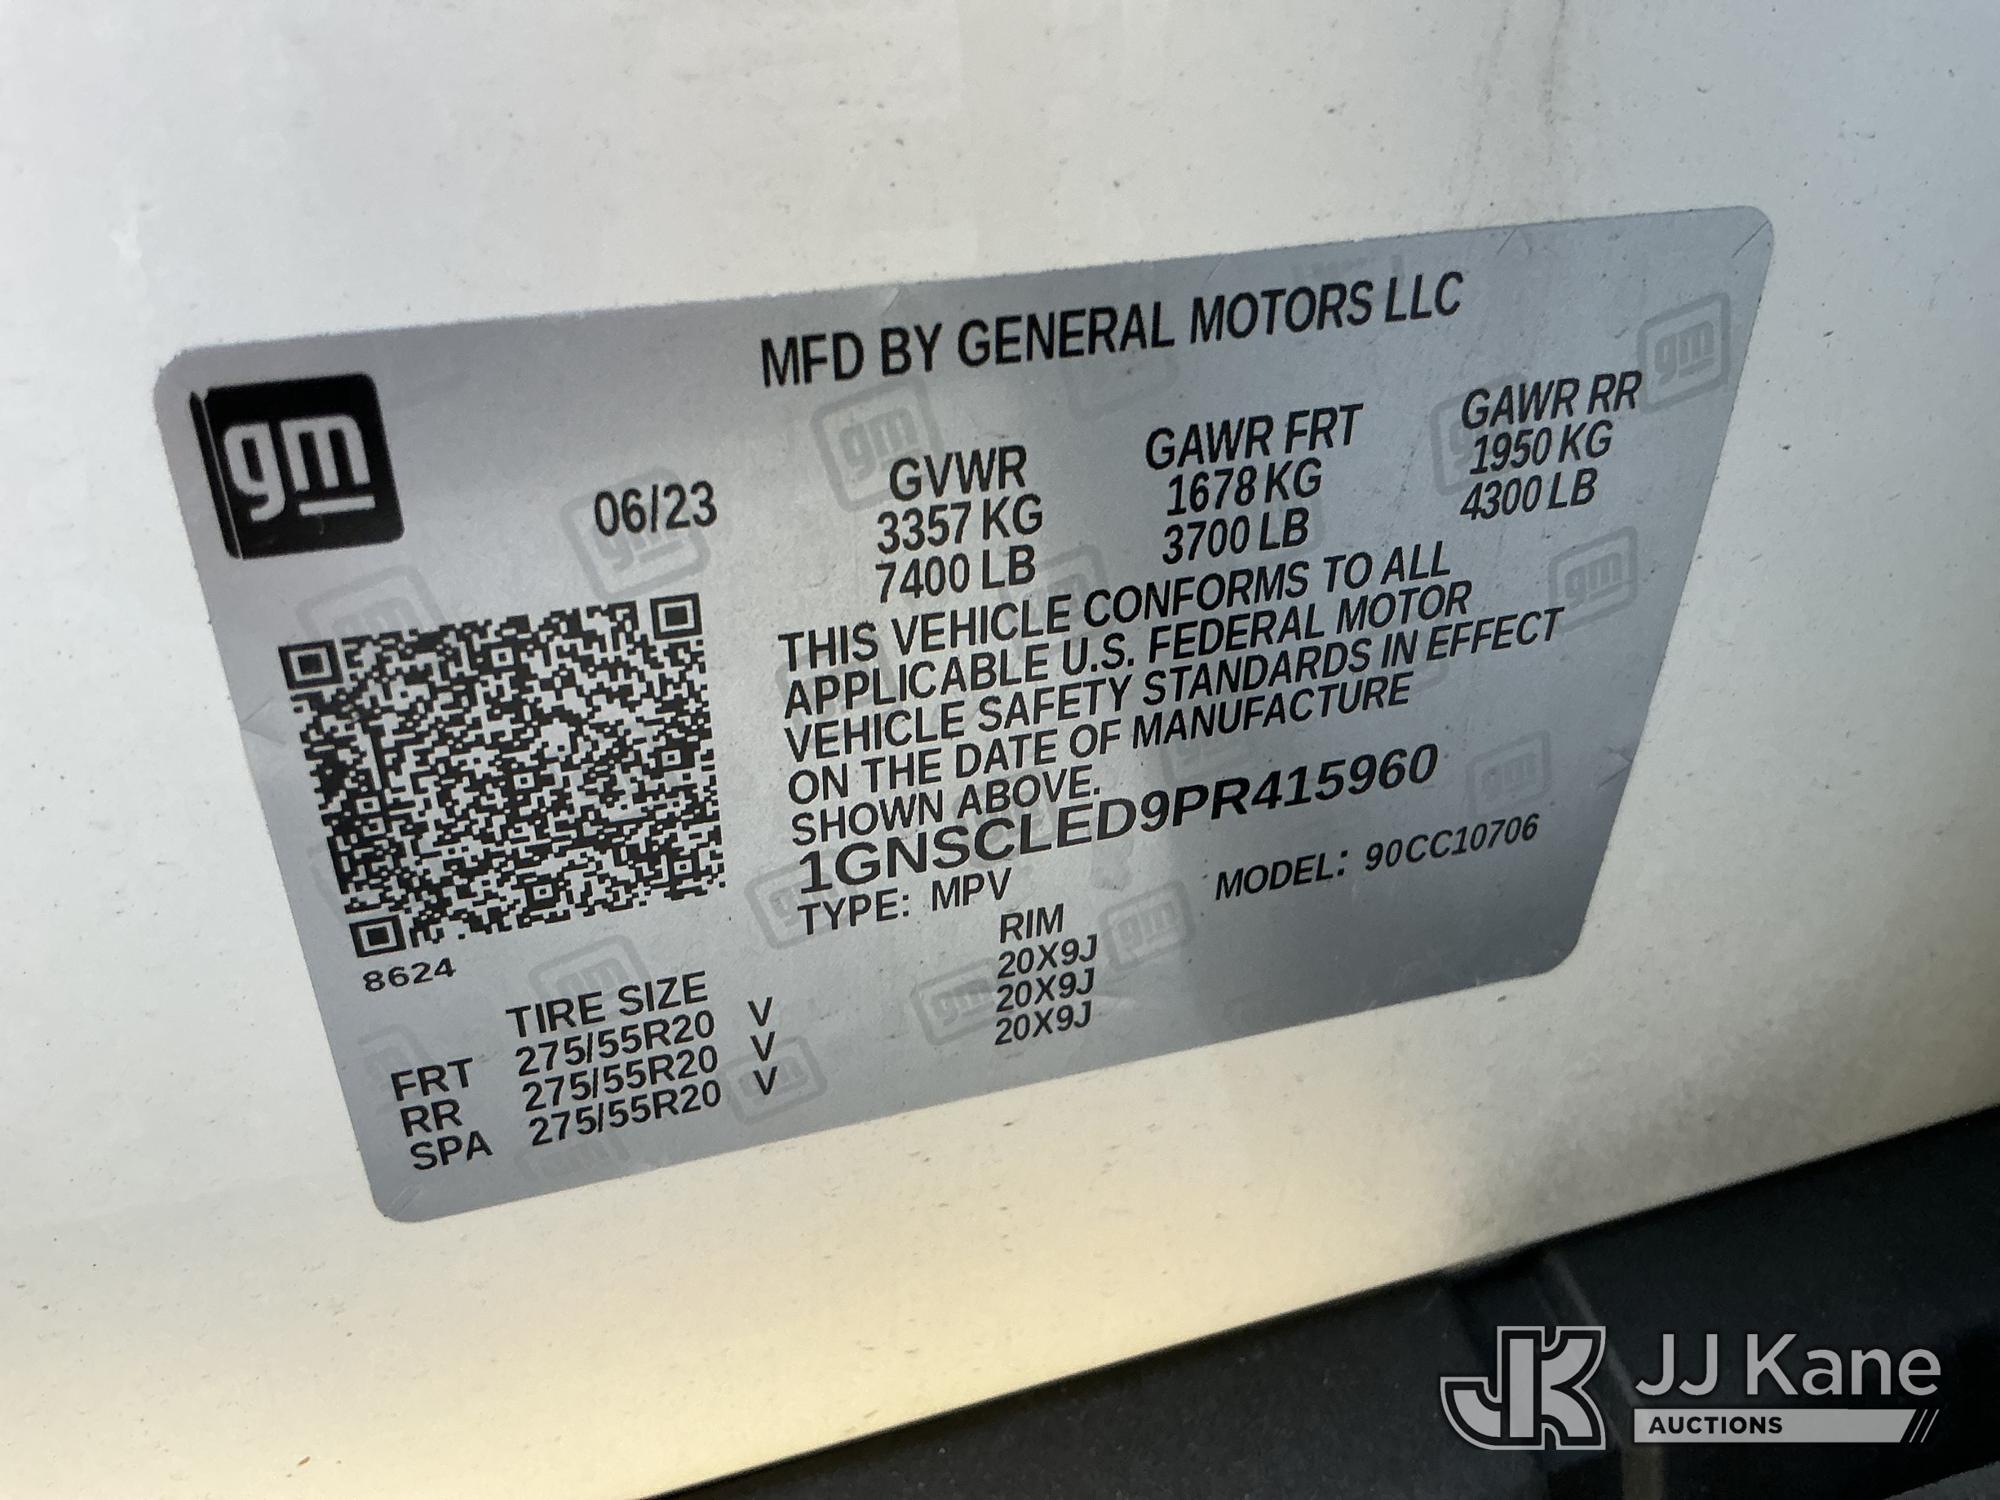 MFD BY GENERAL MOTORS LLC
gm
06/23
GVWR
3357 KG
7400 LB
GAWR FRT
1678 KG
3700 LB
GAWR RR
1950 KG
4300 LB
THIS VEHICLE CONFORMS TO ALL
APPLICABLE U.S. FEDERAL MOTOR
VEHICLE SAFETY STANDARDS IN EFFECT
ON THE DATE OF MANUFACTURE
SHOWN ABOVE.
1GNSCLED9PR415960
TYPE: MPV MODEL: 90CC10706
8624
TIRE SIZE RIM
FRT 275/55R20 V 20X9J
RR 275/55R20 V 20X9J
SPA 275/55R20 V 20X9J
JK JJ Kane
AUCTIONS